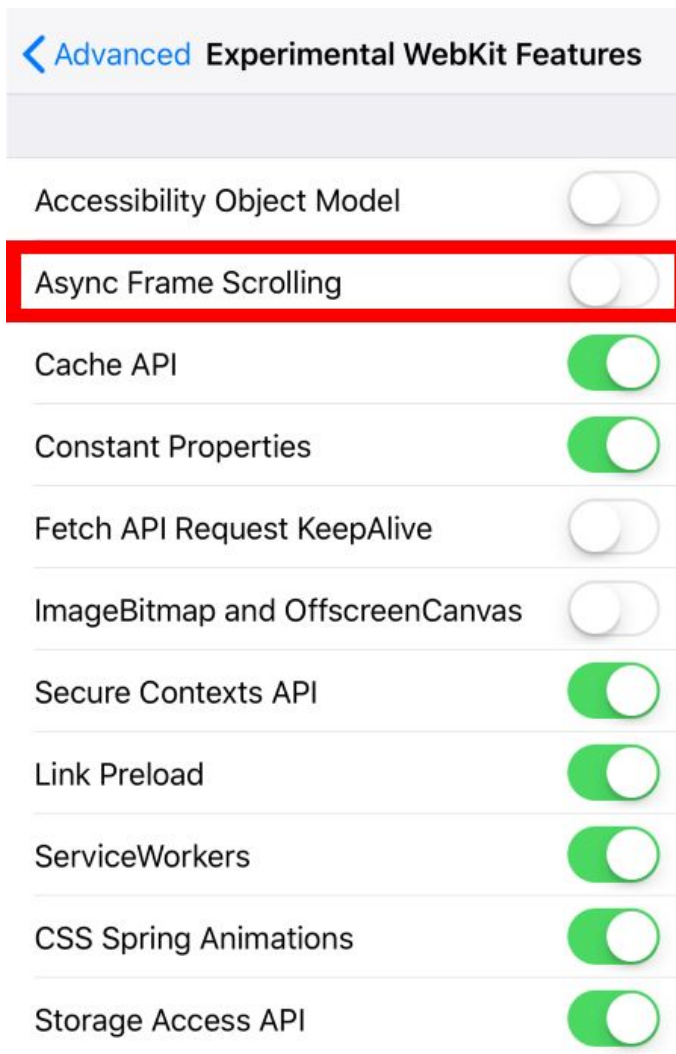 Advanced Experimental WebKit Features
Accessibility Object Model
Async Frame Scrolling
Cache API
Constant Properties
Fetch API Request KeepAlive
ImageBitmap and OffscreenCanvas
Secure Contexts API
Link Preload
ServiceWorkers
CSS Spring Animations
Storage Access API